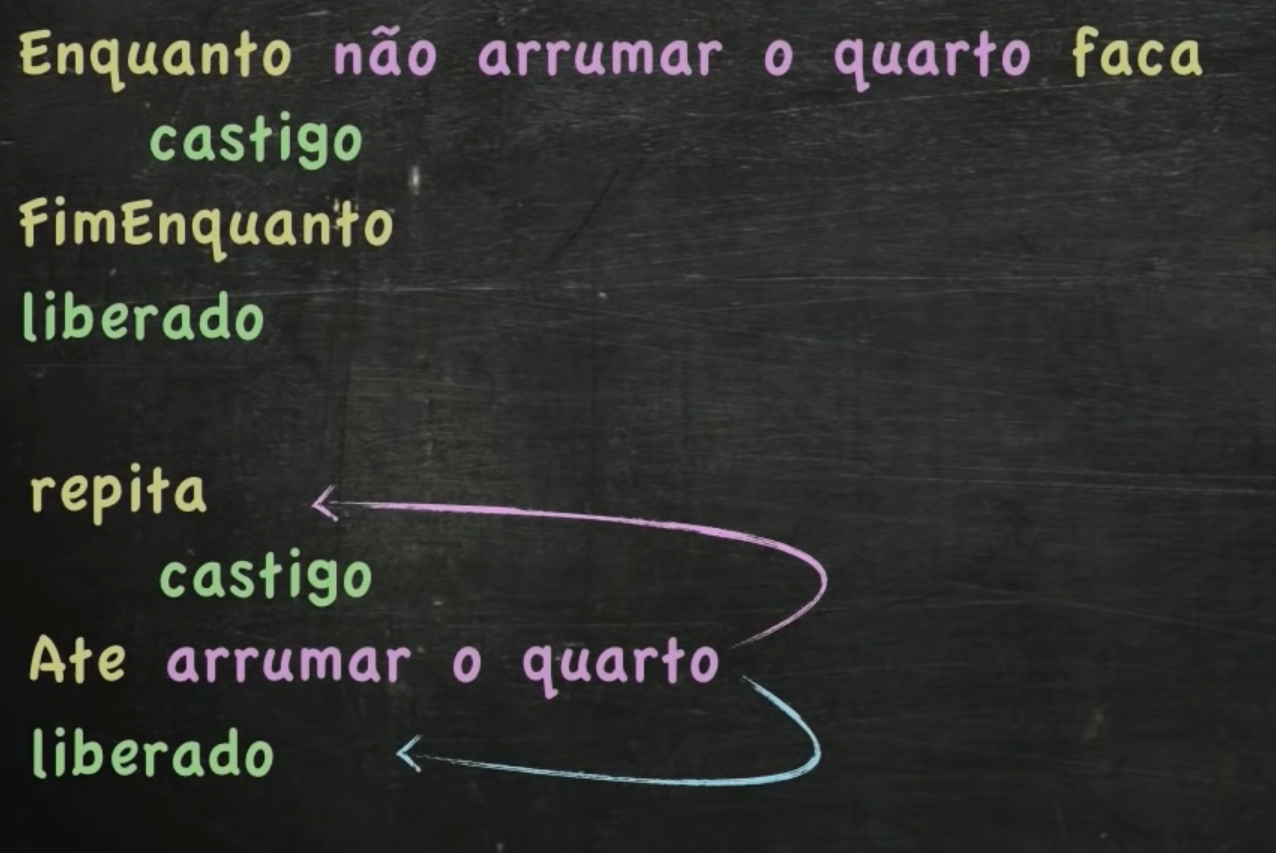 Enquanto não arrumar o quarto faca
castigo
FimEnquanto
liberado
repita
castigo
Ate arrumar o quarto
liberado